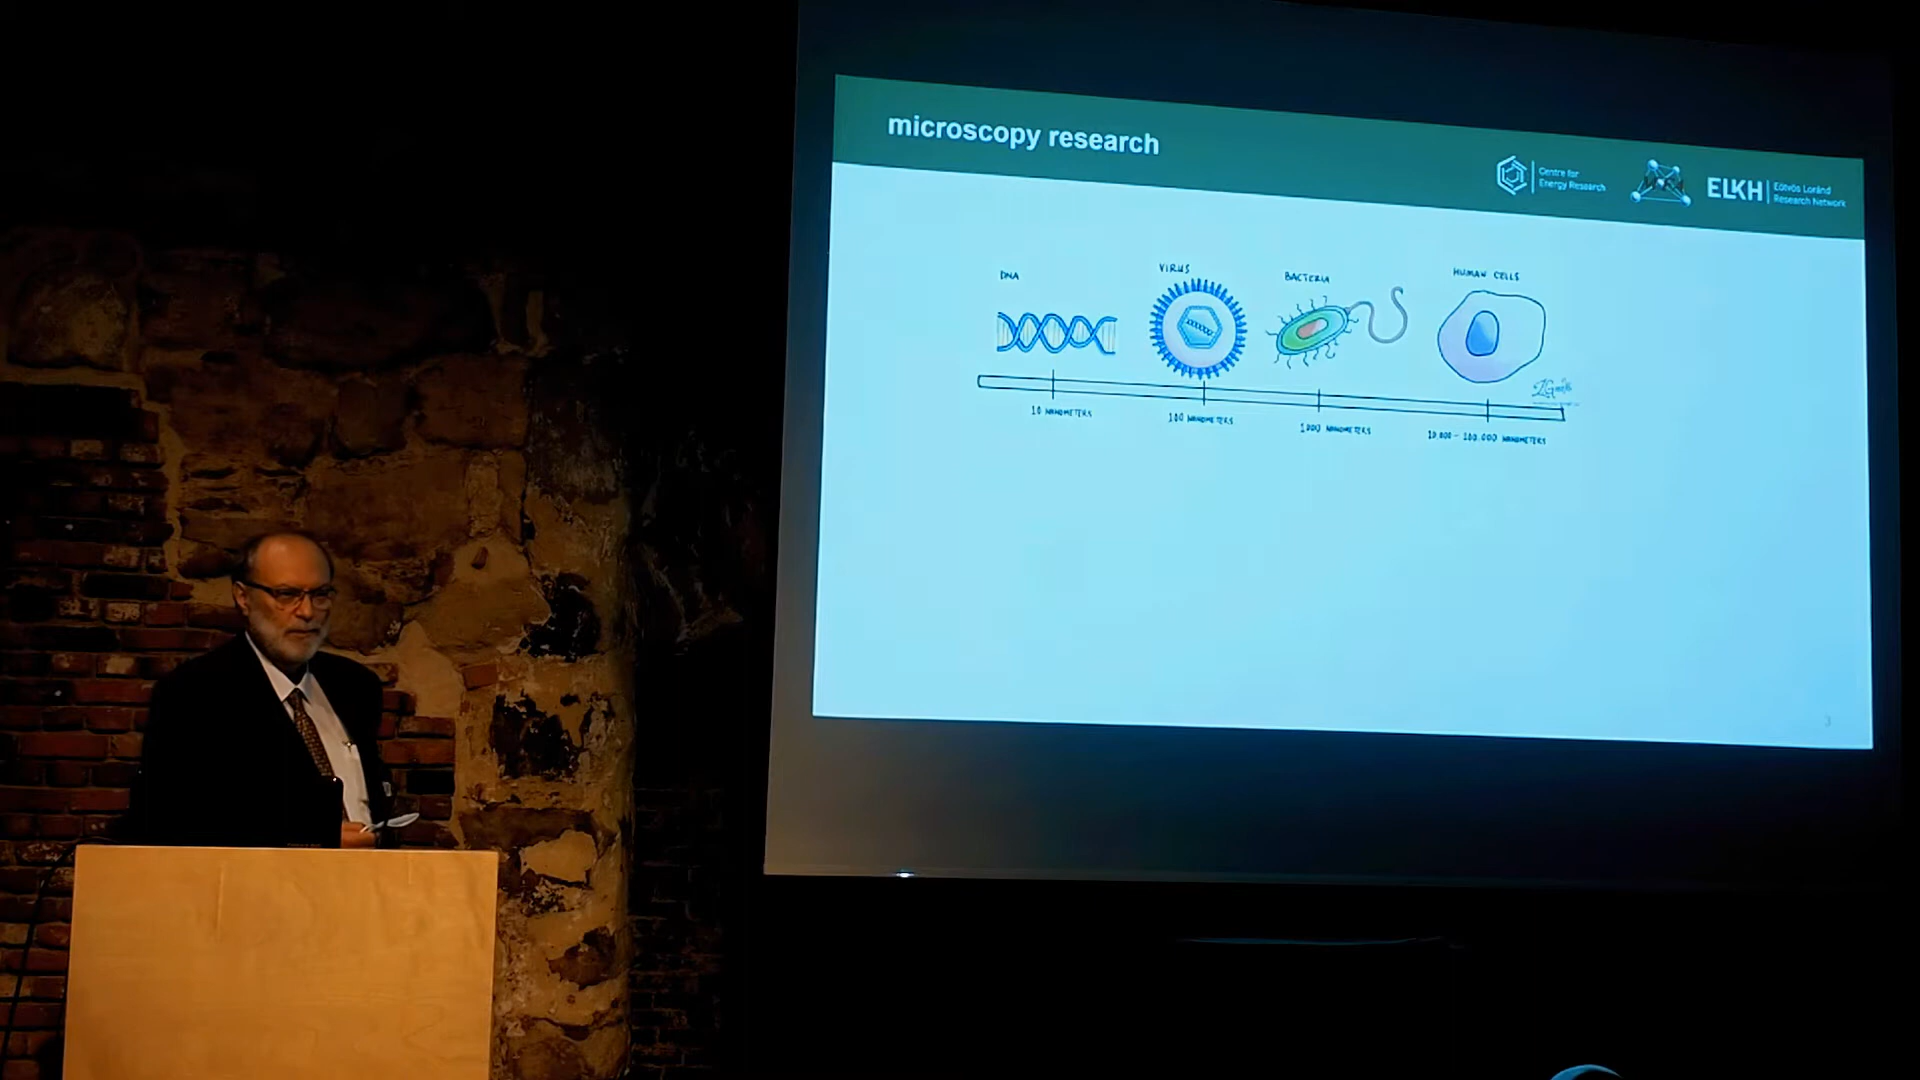 microscopy research
Centre for
Energy Research
ELKH
Eötvös Loránd
Research Network
DNA
VIRUS
BACTERIA
HUMAN CELLS
10 NANOMETERS
100 NANOMETERS
1000 NANOMETERS
10.000 - 100.000 NANOMETERS
3